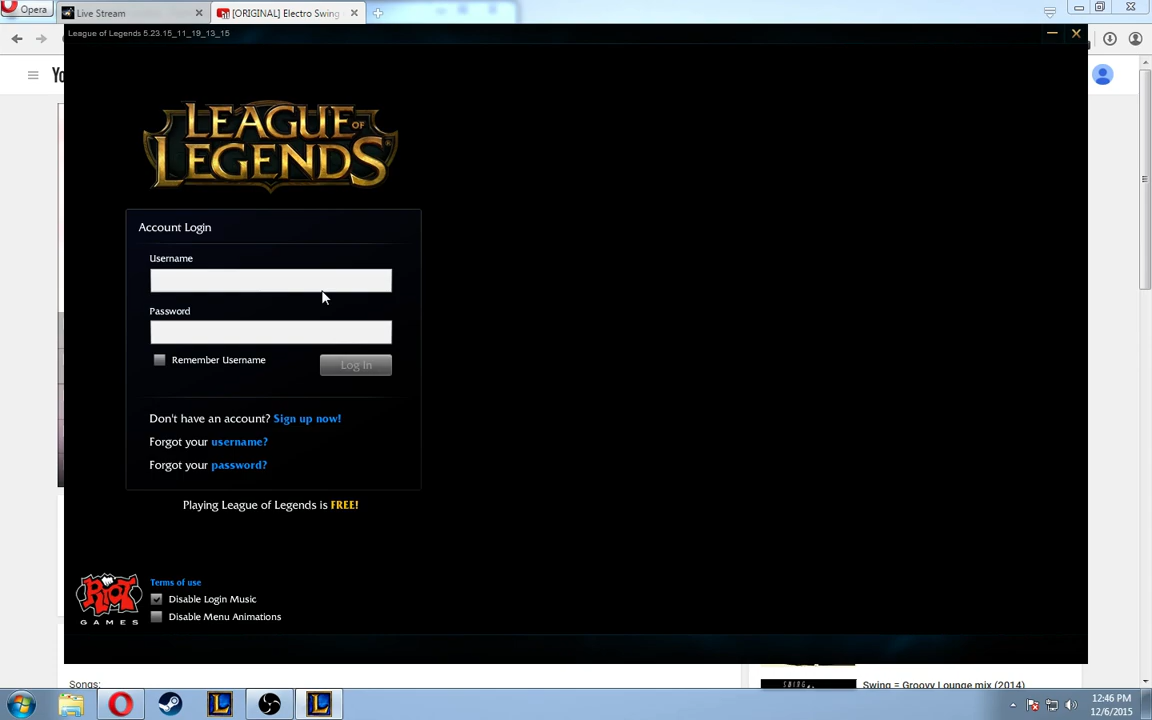 Opera
Live Stream
[ORIGINAL] Electro Swing
League of Legends 5.23.15_11_19_13_15
LEAGUE OF LEGENDS
Account Login
Username
Password
Remember Username
Log In
Don't have an account? Sign up now!
Forgot your username?
Forgot your password?
Playing League of Legends is FREE!
RIOT
GAMES
Terms of use
Disable Login Music
Disable Menu Animations
Songs:
SWING
Swing = Groovy Lounge mix (2014)
12:46 PM
12/6/2015